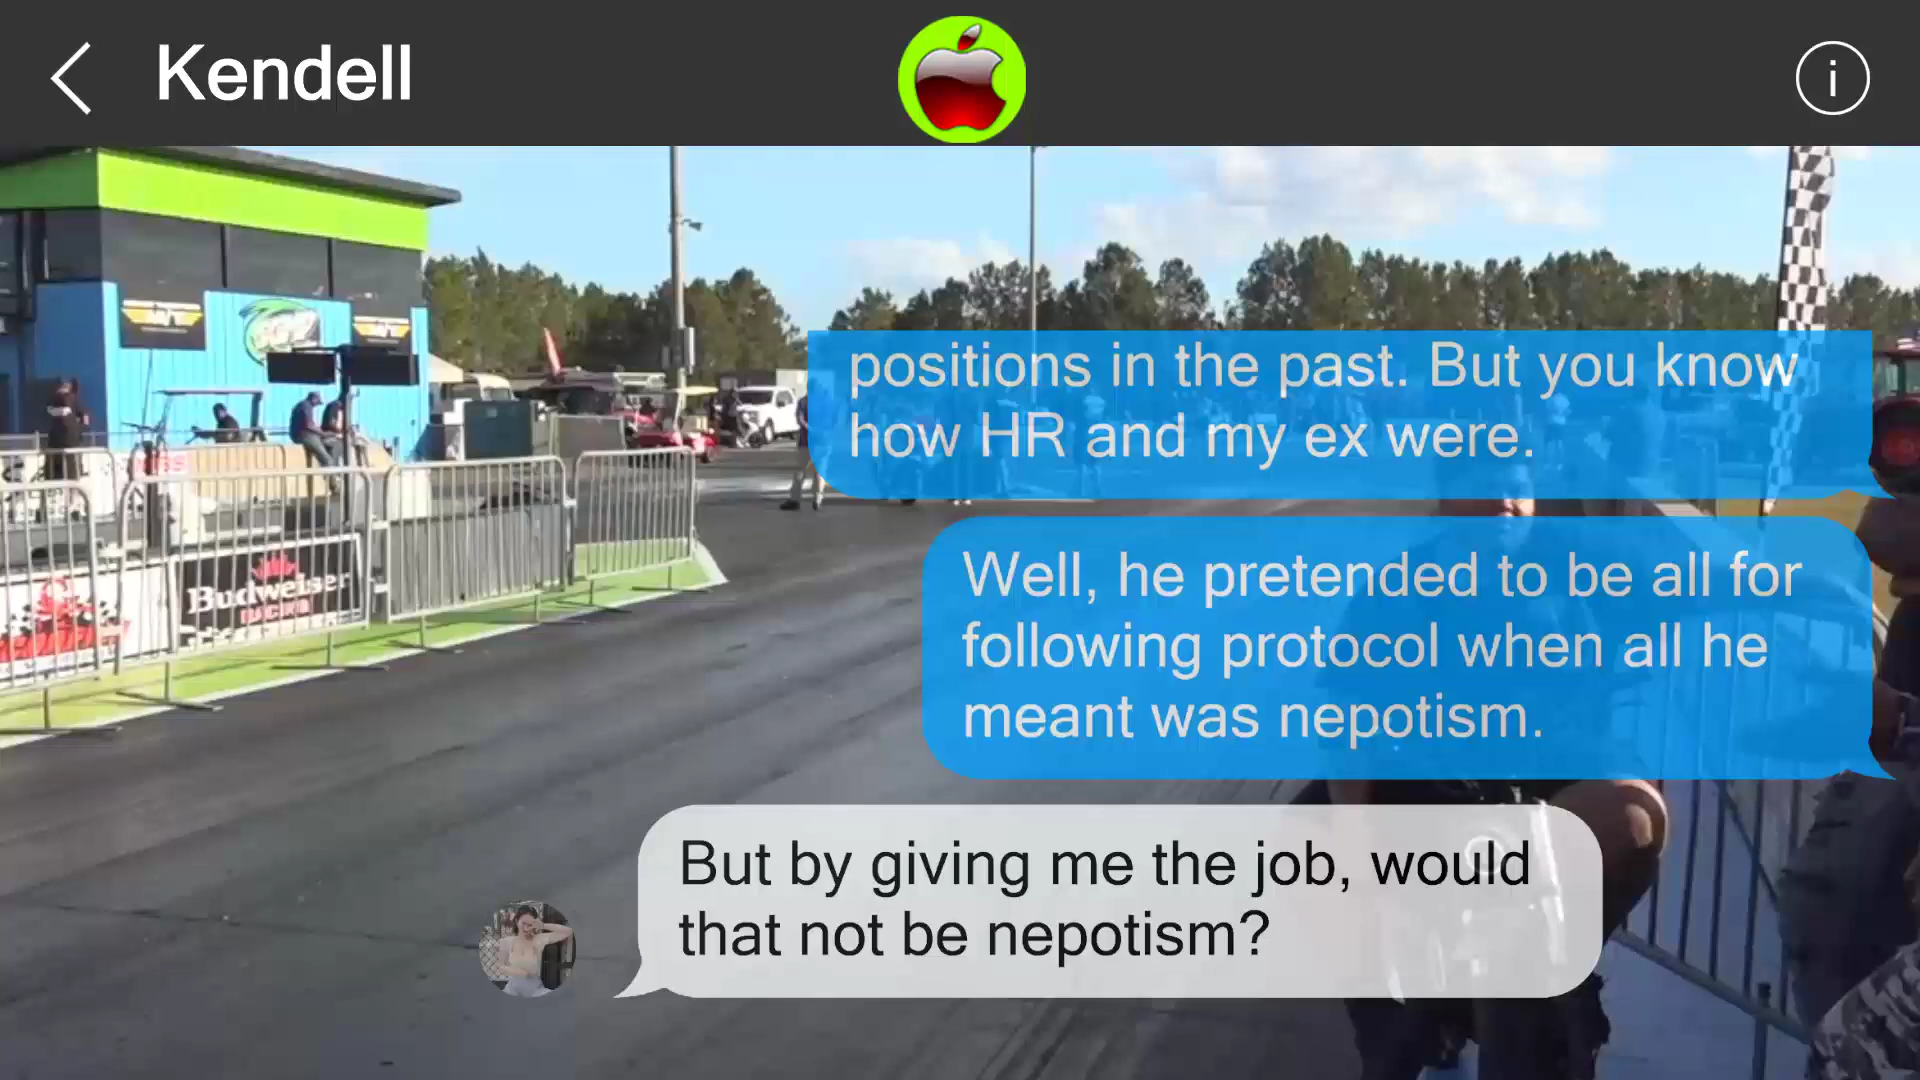 Kendell
i
positions in the past. But you know
how HR and my ex were.
Well, he pretended to be all for
following protocol when all he
meant was nepotism.
But by giving me the job, would
that not be nepotism?
Budweiser